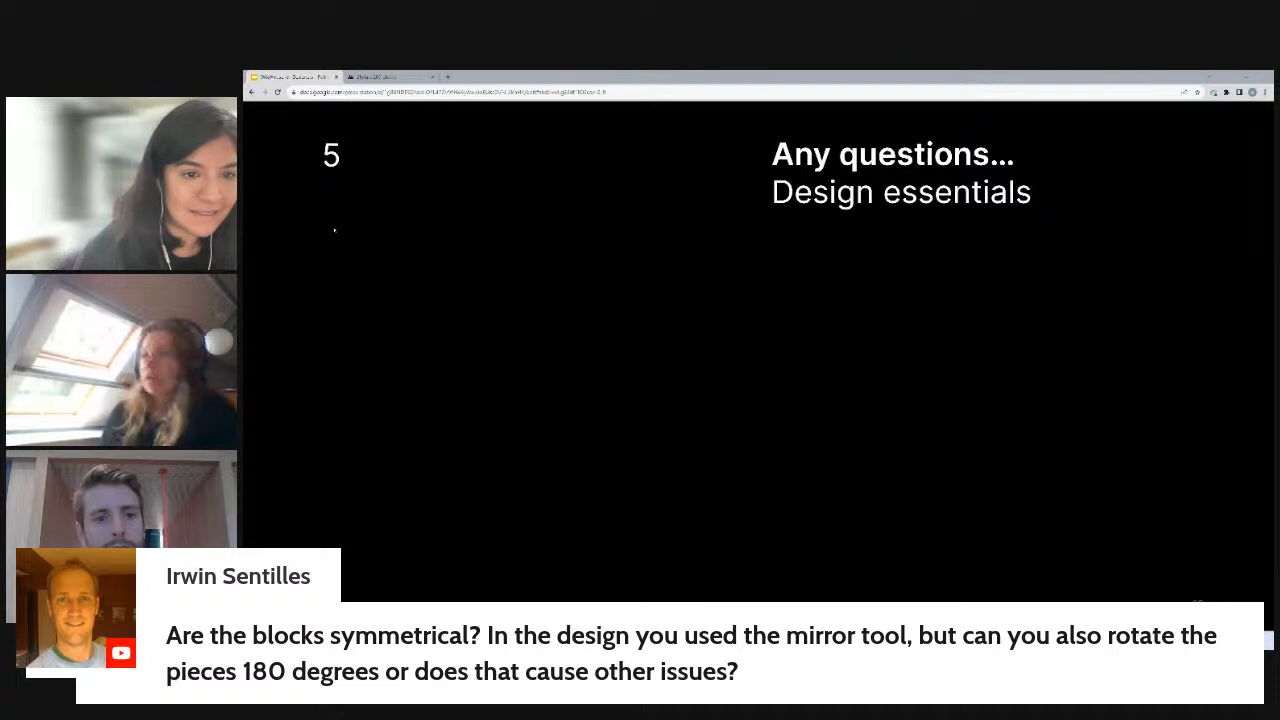 5
Any questions...
Design essentials
Irwin Sentilles
Are the blocks symmetrical? In the design you used the mirror tool, but can you also rotate the
pieces 180 degrees or does that cause other issues?